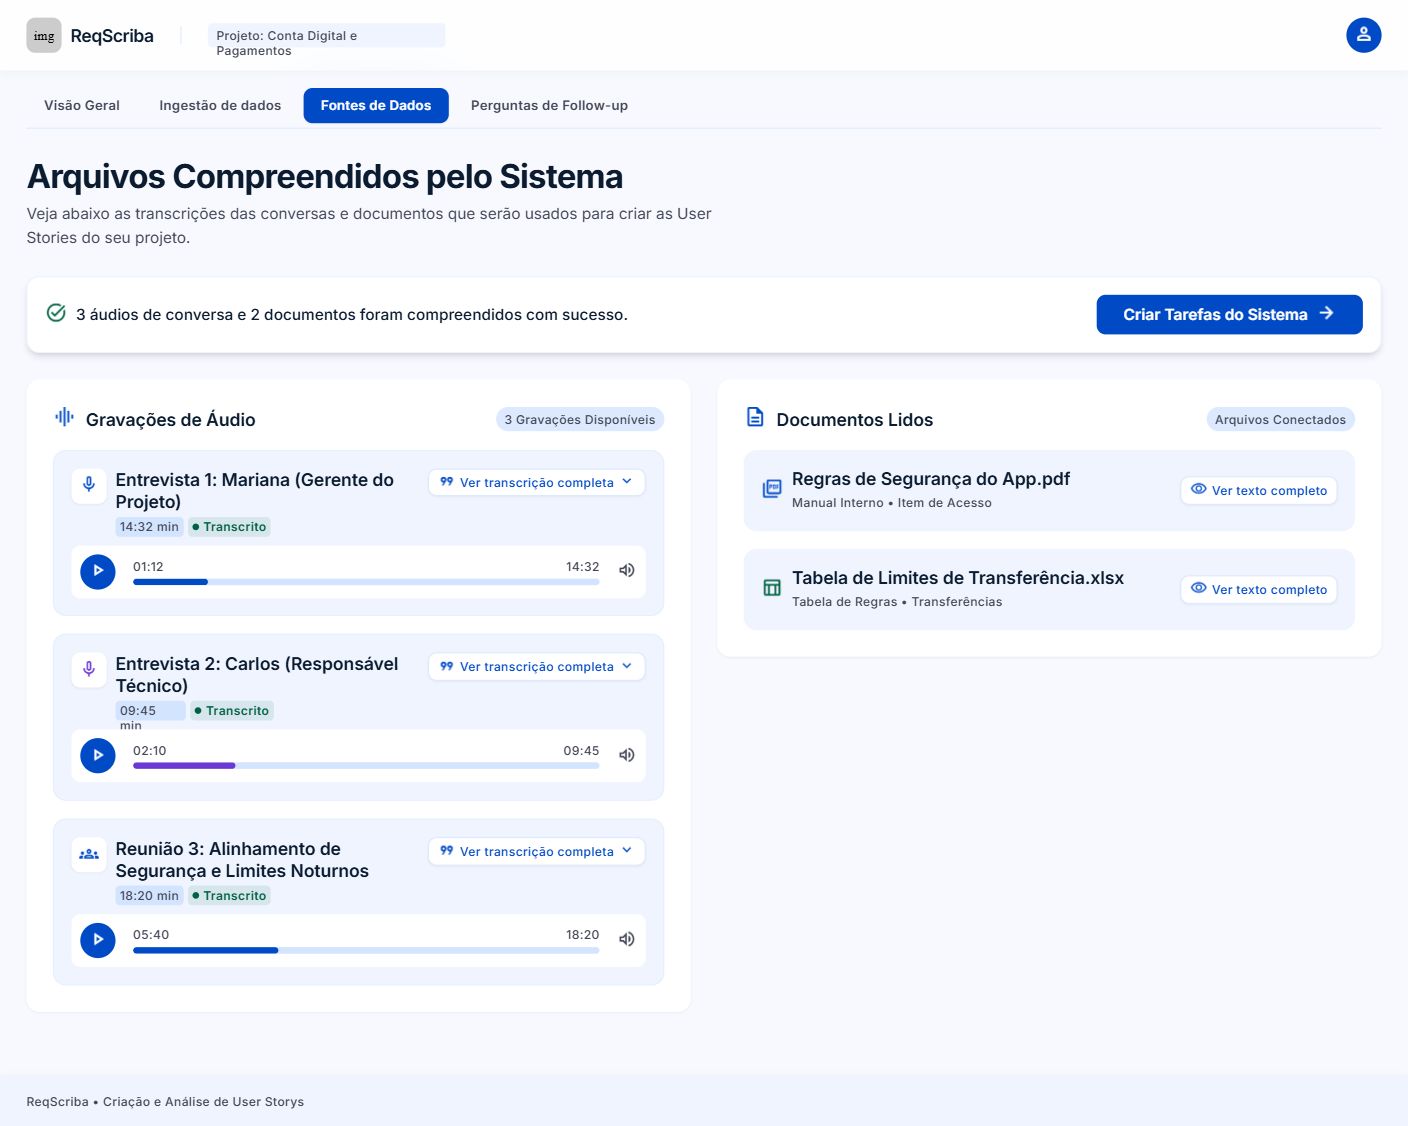 img
ReqScriba
Projeto: Conta Digital e
Pagamentos
Visão Geral
Ingestão de dados
Fontes de Dados
Perguntas de Follow-up
Arquivos Compreendidos pelo Sistema
Veja abaixo as transcrições das conversas e documentos que serão usados para criar as User
Stories do seu projeto.
3 áudios de conversa e 2 documentos foram compreendidos com sucesso.
Criar Tarefas do Sistema
Gravações de Áudio
3 Gravações Disponíveis
Entrevista 1: Mariana (Gerente do
Projeto)
Ver transcrição completa
14:32 min
• Transcrito
01:12
14:32
Entrevista 2: Carlos (Responsável
Técnico)
Ver transcrição completa
09:45
min
• Transcrito
02:10
09:45
Reunião 3: Alinhamento de
Segurança e Limites Noturnos
Ver transcrição completa
18:20 min
• Transcrito
05:40
18:20
Documentos Lidos
Arquivos Conectados
PDF
Regras de Segurança do App.pdf
Manual Interno • Item de Acesso
Ver texto completo
Tabela de Limites de Transferência.xlsx
Tabela de Regras • Transferências
Ver texto completo
ReqScriba • Criação e Análise de User Storys